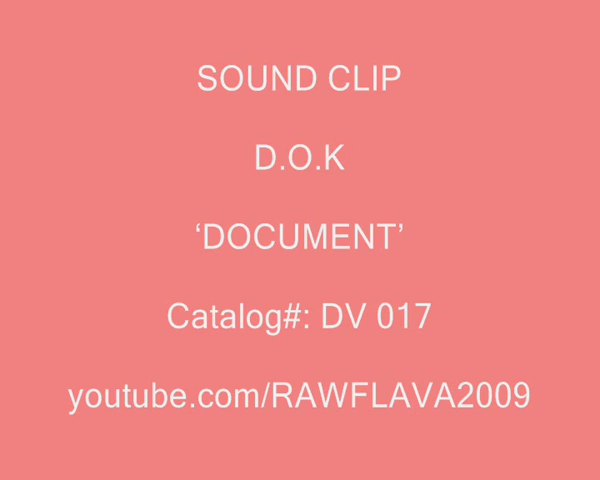 SOUND CLIP
D.O.K
‘DOCUMENT’
Catalog#: DV 017
youtube.com/RAWFLAVA2009